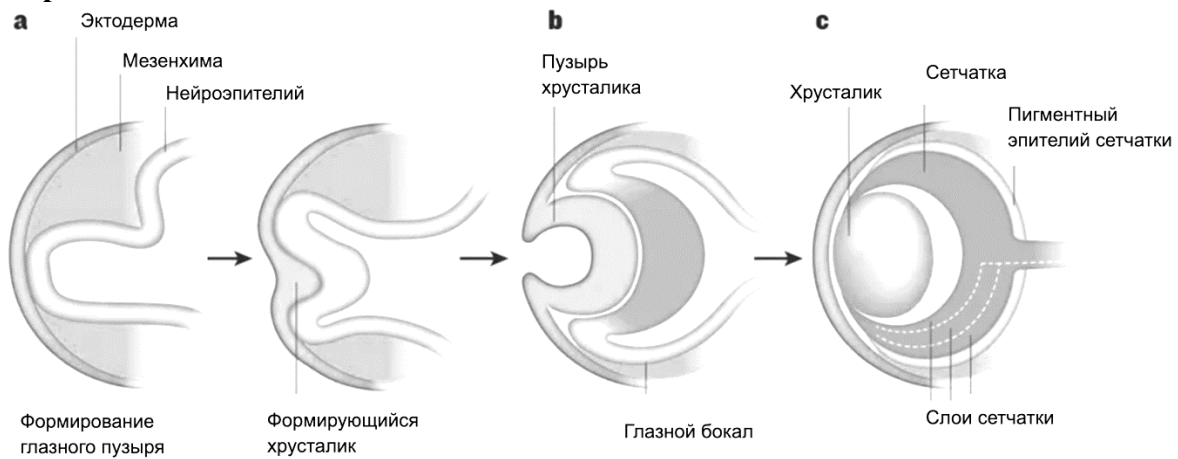 a
Эктодерма
Мезенхима
Нейроэпителий
Формирование
глазного пузыря
Формирующийся
хрусталик
b
Пузырь
хрусталика
Глазной бокал
c
Хрусталик
Сетчатка
Пигментный
эпителий сетчатки
Слои сетчатки